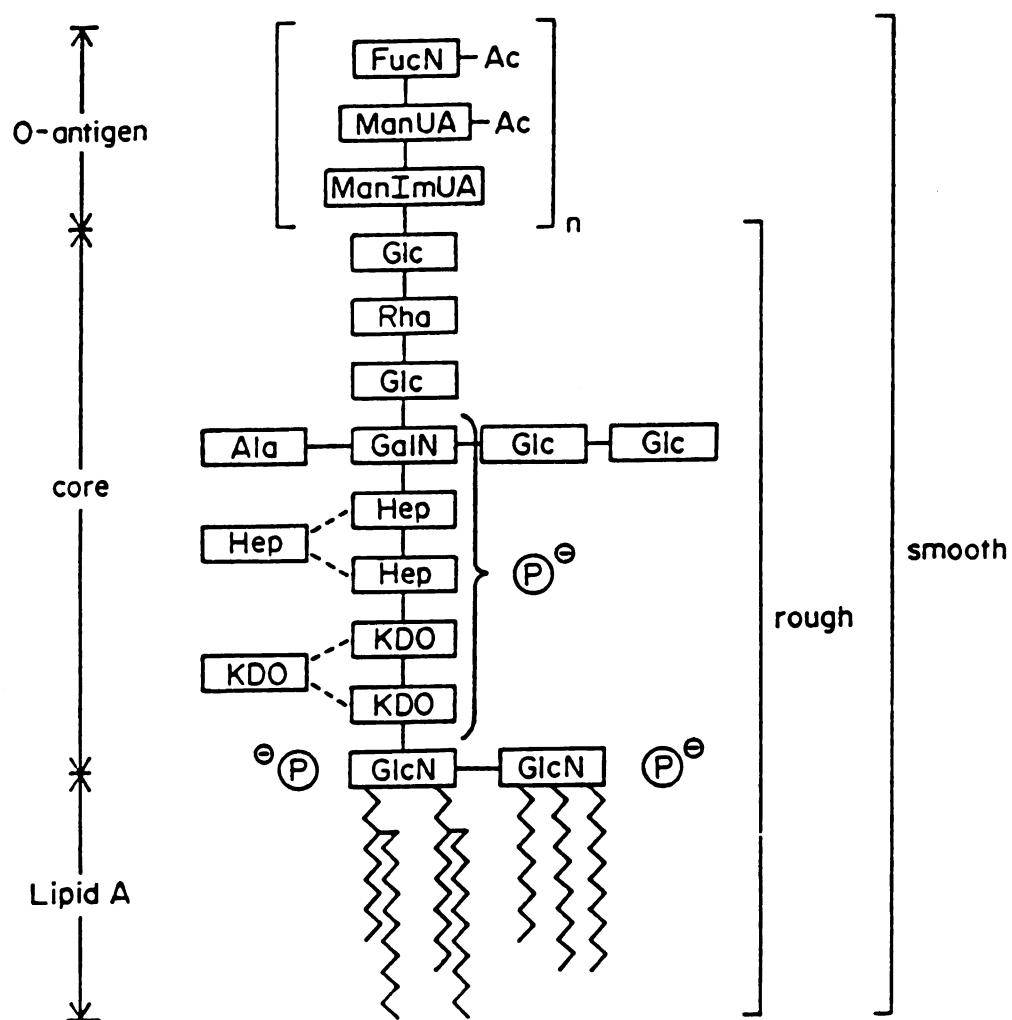 FucN Ac
O-antigen ManUA Ac
ManImUA
n
Glc
Rha
Glc
Ala GalN Glc Glc
core Hep
Hep
Hep P⊖
smooth
rough
KDO
KDO
KDO
⊖P GlcN GlcN P⊖
Lipid A